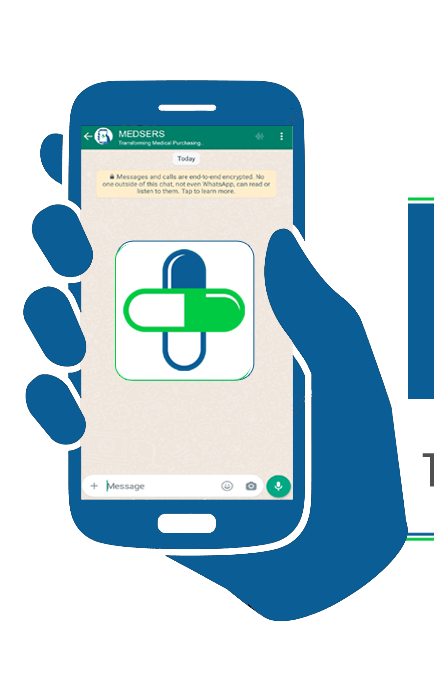 MEDSERS
Transforming Medical Purchasing.
Today
Messages and calls are end-to-end encrypted. No
one outside of this chat, not even WhatsApp, can read or
listen to them. Tap to learn more.
Message